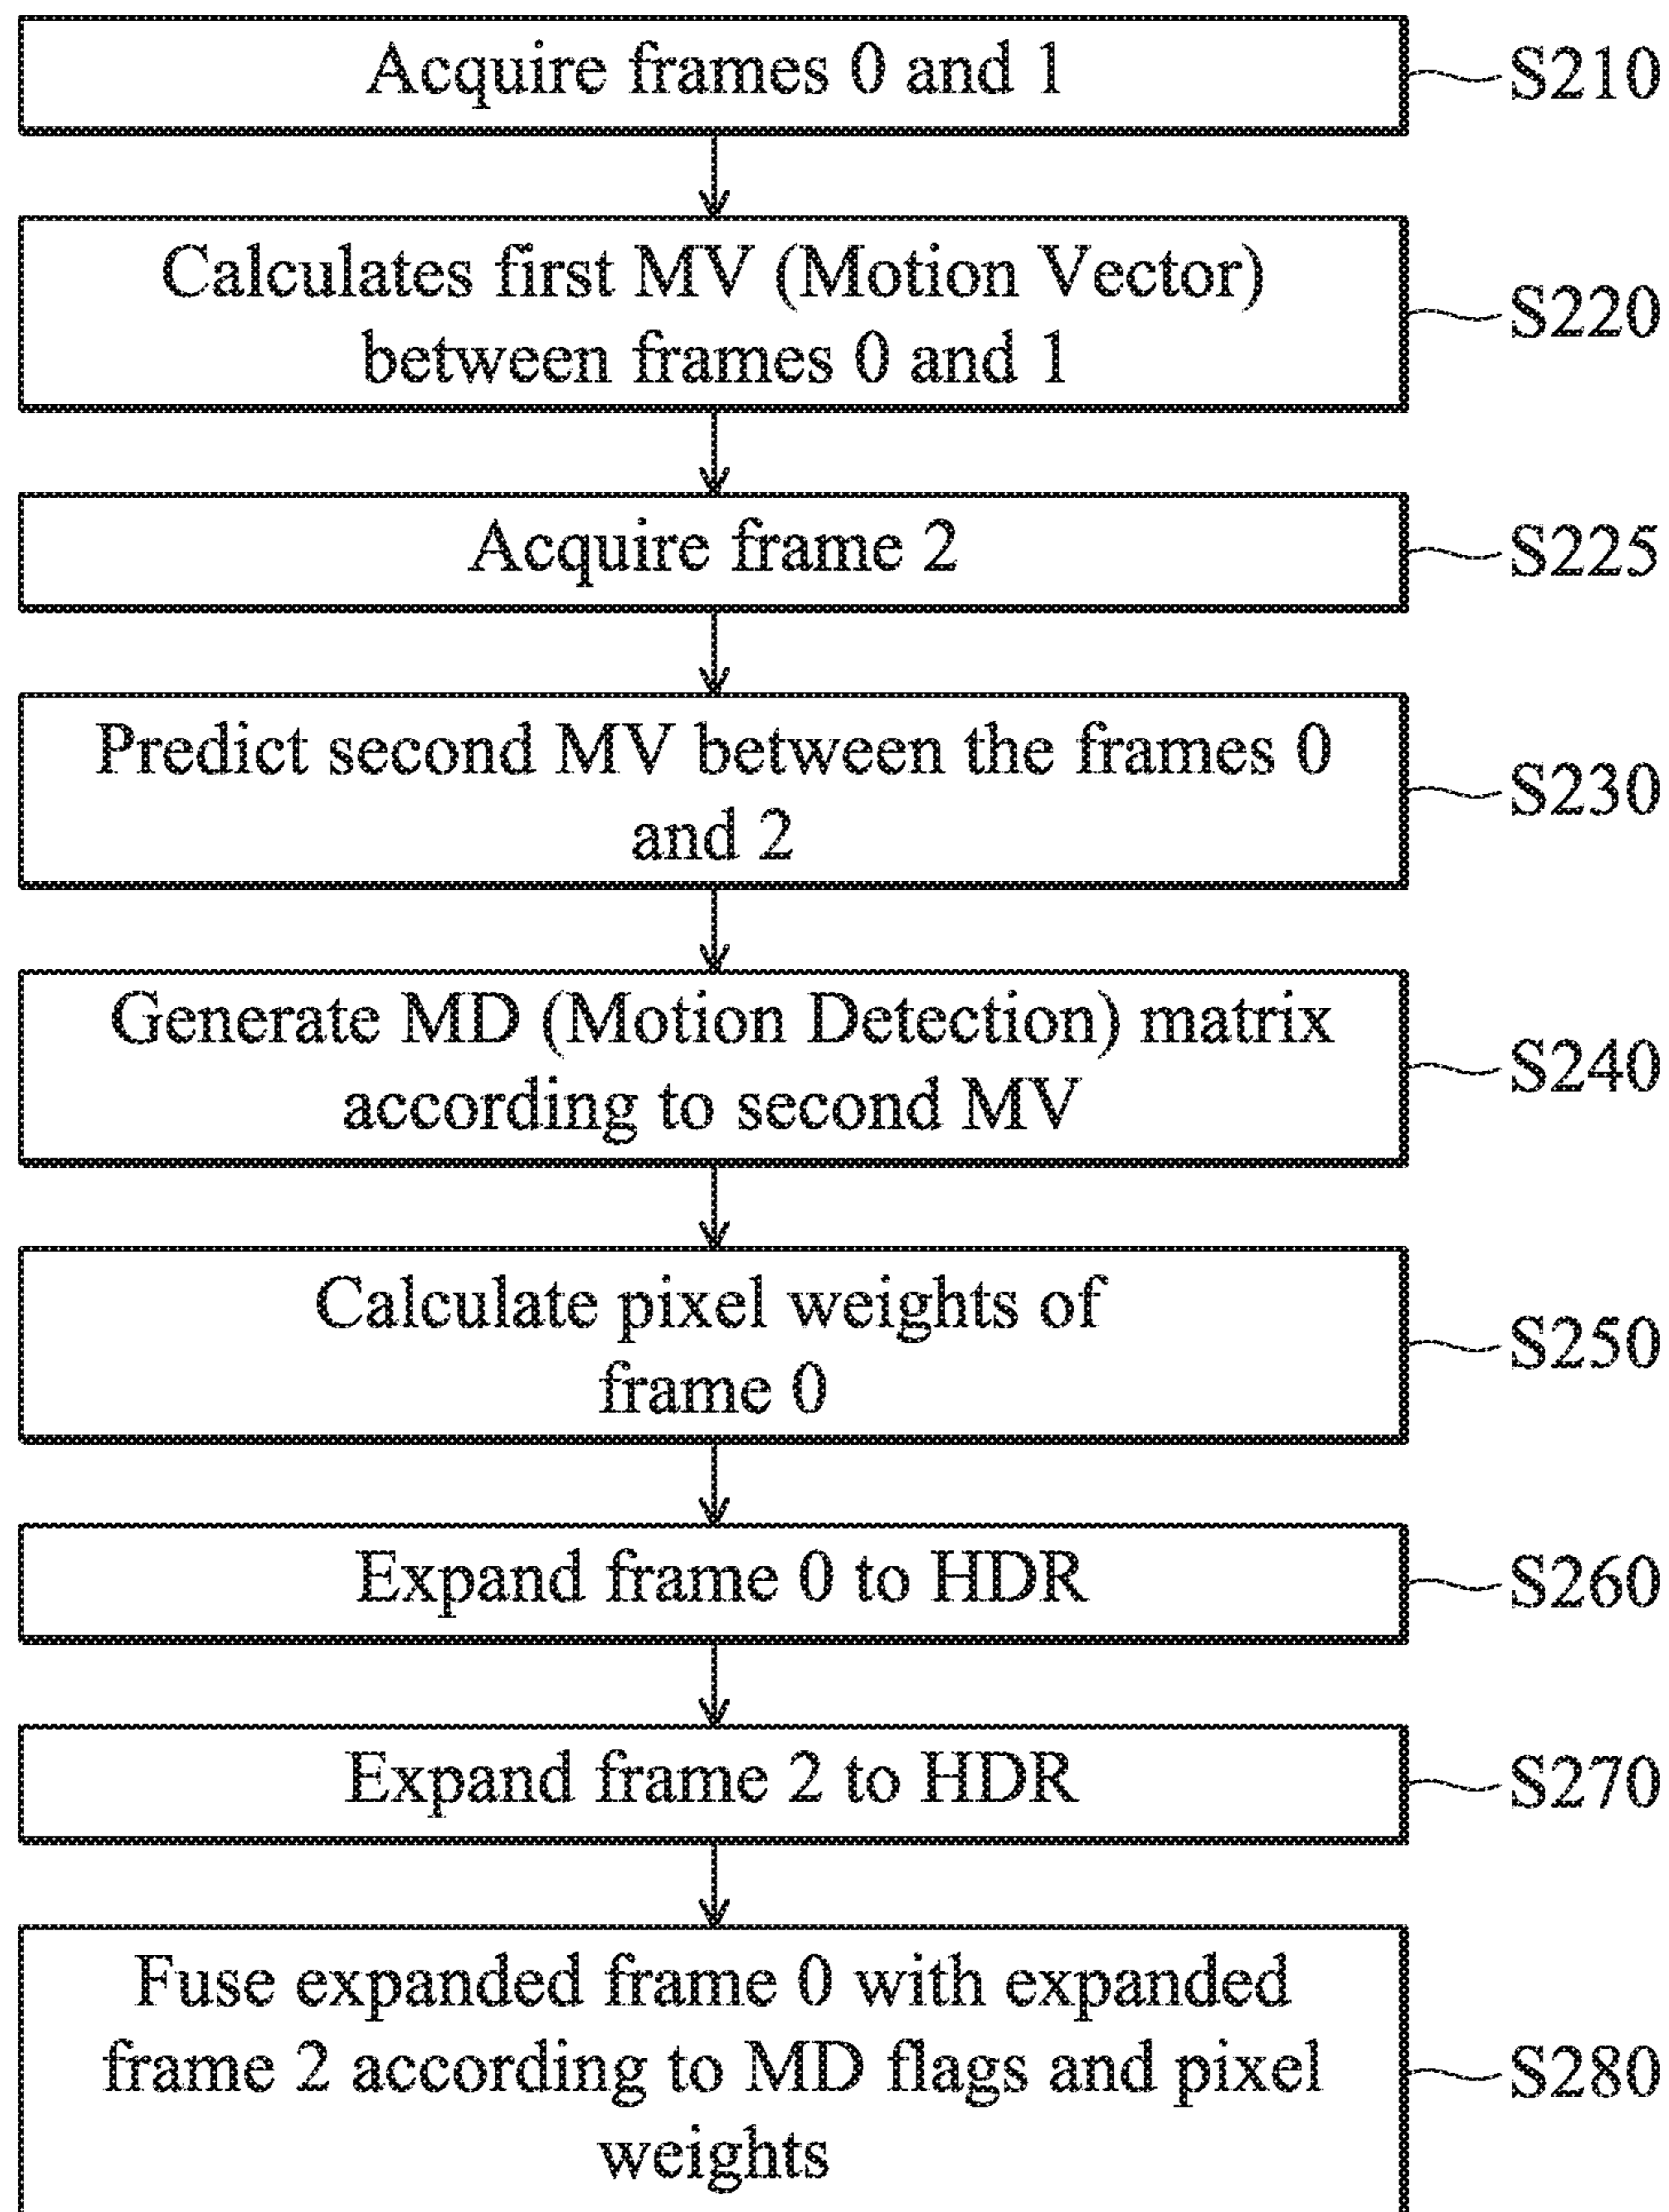 Acquire frames 0 and 1
S210
Calculates first MV (Motion Vector)
between frames 0 and 1
S220
Acquire frame 2
S225
Predict second MV between the frames 0
and 2
S230
Generate MD (Motion Detection) matrix
according to second MV
S240
Calculate pixel weights of
frame 0
S250
Expand frame 0 to HDR
S260
Expand frame 2 to HDR
S270
Fuse expanded frame 0 with expanded
frame 2 according to MD flags and pixel
weights
S280